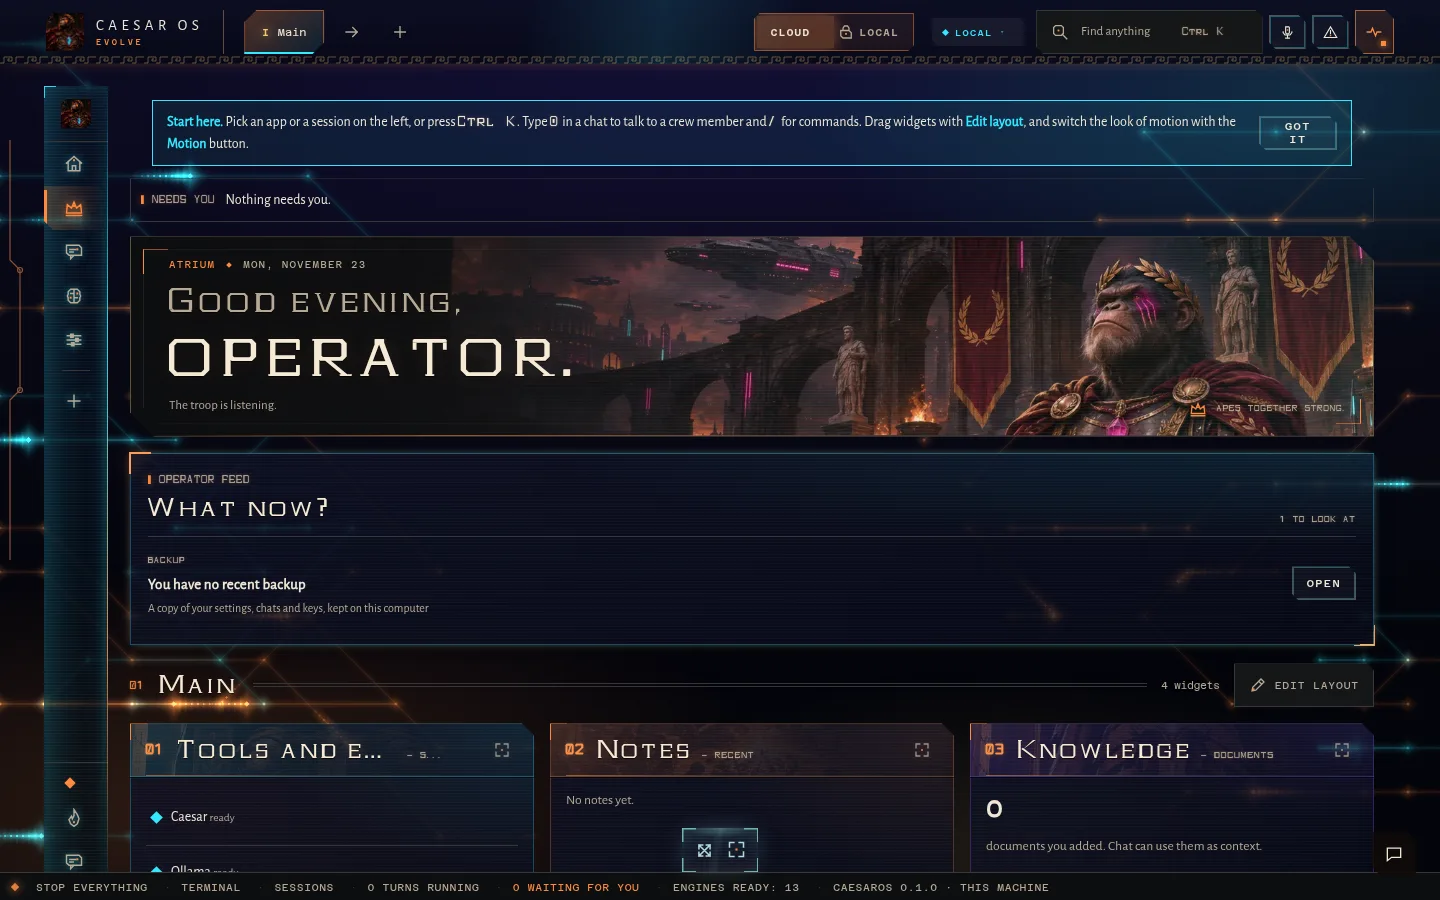 CAESAR OS
EVOLVE
I Main
CLOUD
LOCAL
LOCAL
Find anything
CTRL K
Start here. Pick an app or a session on the left, or press CTRL K. Type @ in a chat to talk to a crew member and / for commands. Drag widgets with Edit layout, and switch the look of motion with the
Motion button.
GOT
IT
NEEDS YOU Nothing needs you.
ATRIUM ◆ MON, NOVEMBER 23
GOOD EVENING,
OPERATOR.
The troop is listening.
APES TOGETHER STRONG.
OPERATOR FEED
WHAT NOW?
1 TO LOOK AT
BACKUP
You have no recent backup
A copy of your settings, chats and keys, kept on this computer
OPEN
01 MAIN
4 widgets
EDIT LAYOUT
01 TOOLS AND E... – S...
02 NOTES – RECENT
03 KNOWLEDGE – DOCUMENTS
Caesar ready
No notes yet.
0
documents you added. Chat can use them as context.
Ollama
STOP EVERYTHING · TERMINAL · SESSIONS · 0 TURNS RUNNING · 0 WAITING FOR YOU · ENGINES READY: 13 · CAESAROS 0.1.0 · THIS MACHINE